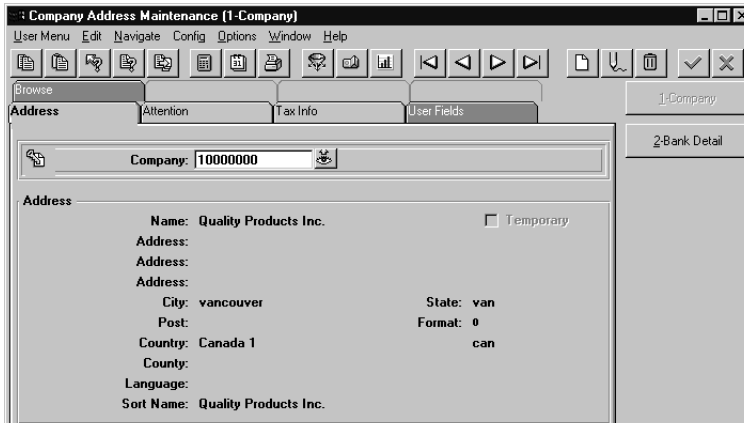 Company Address Maintenance (1-Company)
User Menu Edit Navigate Config Options Window Help
Browse
Address Attention Tax Info User Fields
1-Company
2-Bank Detail
Company: 10000000
Address
Name: Quality Products Inc. Temporary
Address:
Address:
Address:
City: vancouver State: van
Post: Format: 0
Country: Canada 1 can
County:
Language:
Sort Name: Quality Products Inc.